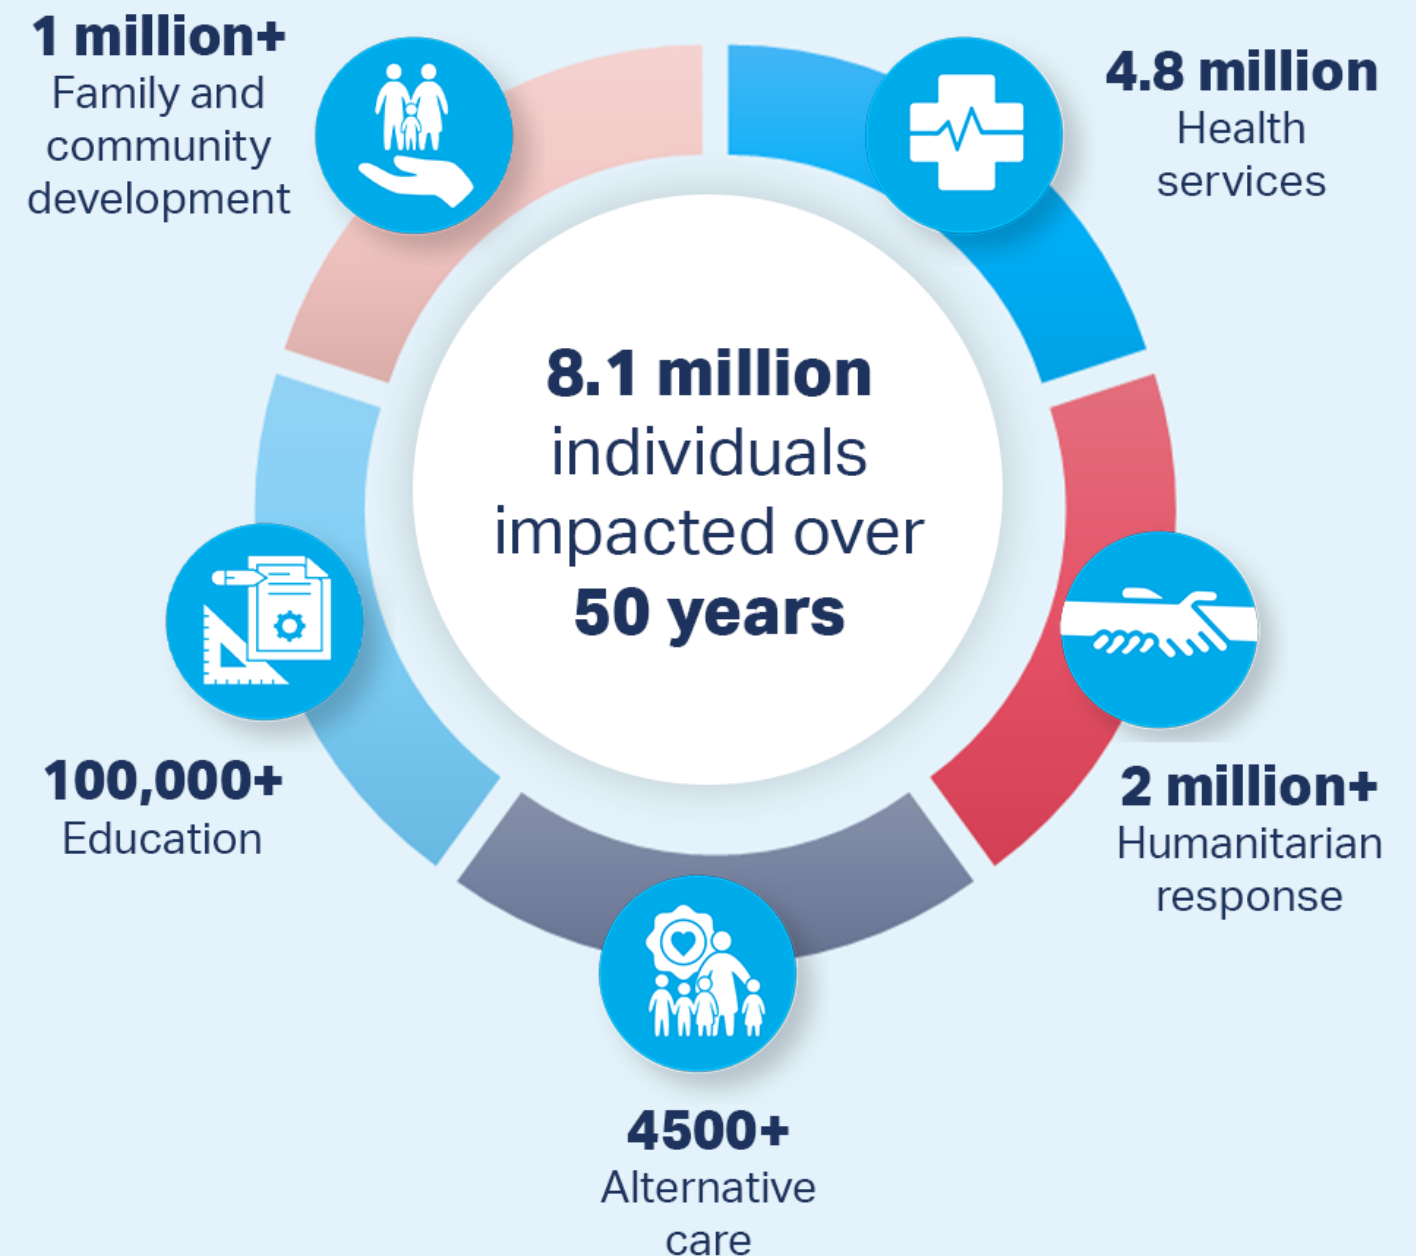 1 million+
Family and
community
development
4.8 million
Health
services
8.1 million
individuals
impacted over
50 years
100,000+
Education
2 million+
Humanitarian
response
4500+
Alternative
care